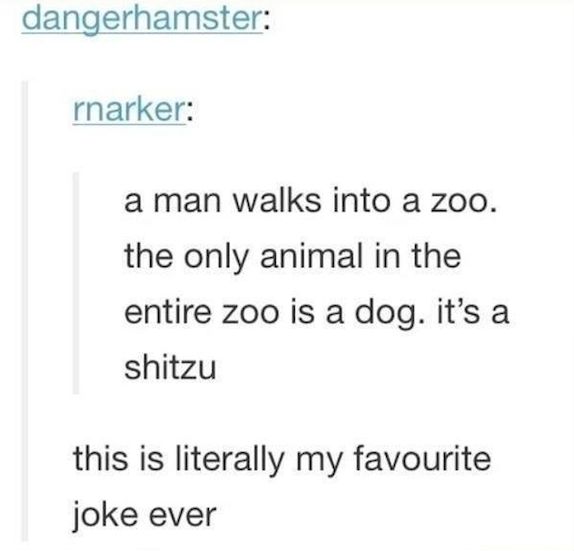 dangerhamster:
rnarker:
a man walks into a zoo.
the only animal in the
entire zoo is a dog. it's a
shitzu
this is literally my favourite
joke ever